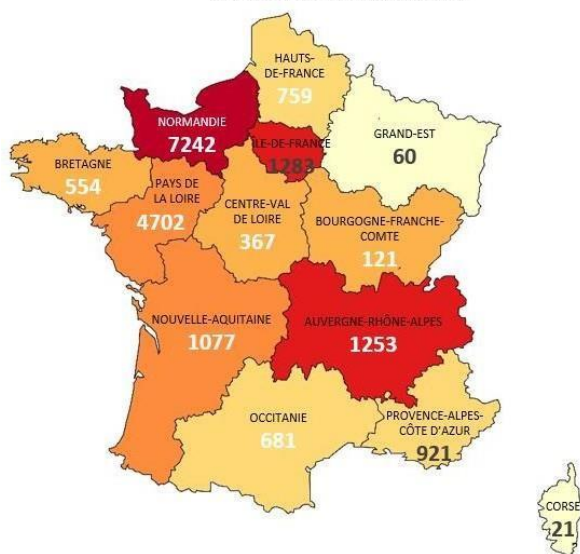 HAUTS-
DE-FRANCE
759
NORMANDIE
7242
ILE-DE-FRANCE
1283
GRAND-EST
60
BRETAGNE
554
PAYS DE
LA LOIRE
4702
CENTRE-VAL
DE LOIRE
367
BOURGOGNE-FRANCHE-
COMTE
121
NOUVELLE-AQUITAINE
1077
AUVERGNE-RHÔNE-ALPES
1253
OCCITANIE
681
PROVENCE-ALPES-
CÔTE D'AZUR
921
CORSE
21